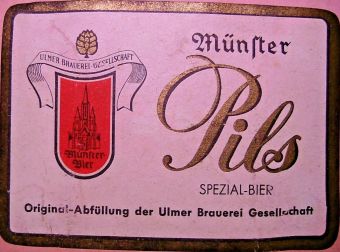 ULMER BRAUEREI-GESELLSCHAFT
Münster
Bier
Münster
Pils
SPEZIAL-BIER
Original-Abfüllung der Ulmer Brauerei Gesellschaft